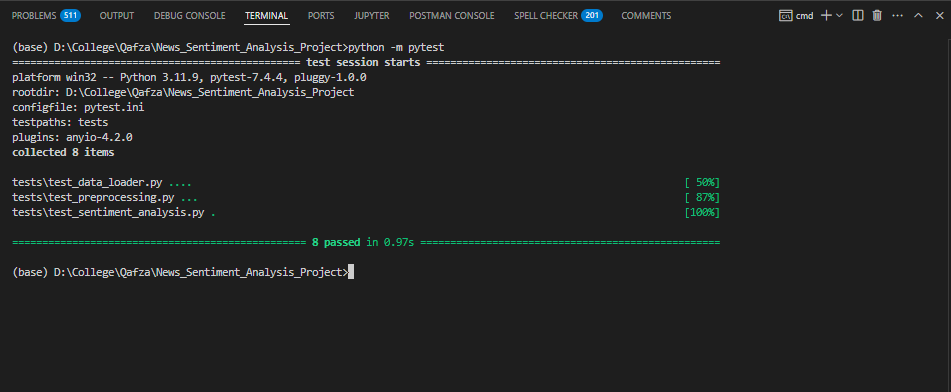 PROBLEMS 511 OUTPUT DEBUG CONSOLE TERMINAL PORTS JUPYTER POSTMAN CONSOLE SPELL CHECKER 201 COMMENTS cmd
(base) D:\College\Qafza\News_Sentiment_Analysis_Project>python -m pytest
================================================ test session starts =================================================
platform win32 -- Python 3.11.9, pytest-7.4.4, pluggy-1.0.0
rootdir: D:\College\Qafza\News_Sentiment_Analysis_Project
configfile: pytest.ini
testpaths: tests
plugins: anyio-4.2.0
collected 8 items
tests\test_data_loader.py .... [ 50%]
tests\test_preprocessing.py ... [ 87%]
tests\test_sentiment_analysis.py . [100%]
================================================= 8 passed in 0.97s ==================================================
(base) D:\College\Qafza\News_Sentiment_Analysis_Project>